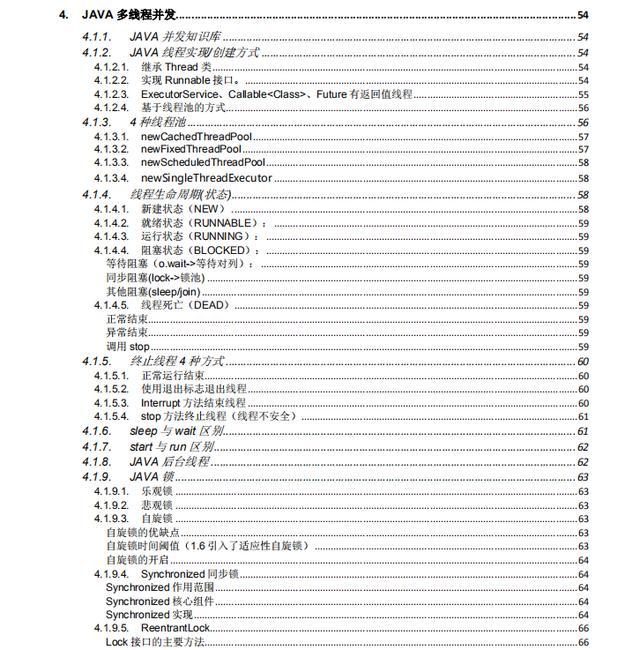 4. JAVA 多线程并发 54
4.1.1. JAVA 并发知识库 54
4.1.2. JAVA 线程实现/创建方式 54
4.1.2.1. 继承 Thread 类 54
4.1.2.2. 实现 Runnable 接口。 54
4.1.2.3. ExecutorService、Callable<Class>、Future 有返回值线程 55
4.1.2.4. 基于线程池的方式 56
4.1.3. 4 种线程池 56
4.1.3.1. newCachedThreadPool 57
4.1.3.2. newFixedThreadPool 57
4.1.3.3. newScheduledThreadPool 58
4.1.3.4. newSingleThreadExecutor 58
4.1.4. 线程生命周期(状态) 58
4.1.4.1. 新建状态（NEW） 58
4.1.4.2. 就绪状态（RUNNABLE）： 59
4.1.4.3. 运行状态（RUNNING）： 59
4.1.4.4. 阻塞状态（BLOCKED）： 59
等待阻塞（o.wait->等待对列）： 59
同步阻塞(lock->锁池) 59
其他阻塞(sleep/join) 59
4.1.4.5. 线程死亡（DEAD） 59
正常结束 59
异常结束 59
调用 stop 59
4.1.5. 终止线程 4 种方式 60
4.1.5.1. 正常运行结束 60
4.1.5.2. 使用退出标志退出线程 60
4.1.5.3. Interrupt 方法结束线程 60
4.1.5.4. stop 方法终止线程（线程不安全） 61
4.1.6. sleep 与 wait 区别 61
4.1.7. start 与 run 区别 62
4.1.8. JAVA 后台线程 62
4.1.9. JAVA 锁 63
4.1.9.1. 乐观锁 63
4.1.9.2. 悲观锁 63
4.1.9.3. 自旋锁 63
自旋锁的优缺点 63
自旋锁时间阈值（1.6 引入了适应性自旋锁） 63
自旋锁的开启 64
4.1.9.4. Synchronized 同步锁 64
Synchronized 作用范围 64
Synchronized 核心组件 64
Synchronized 实现 64
4.1.9.5. ReentrantLock 66
Lock 接口的主要方法 66